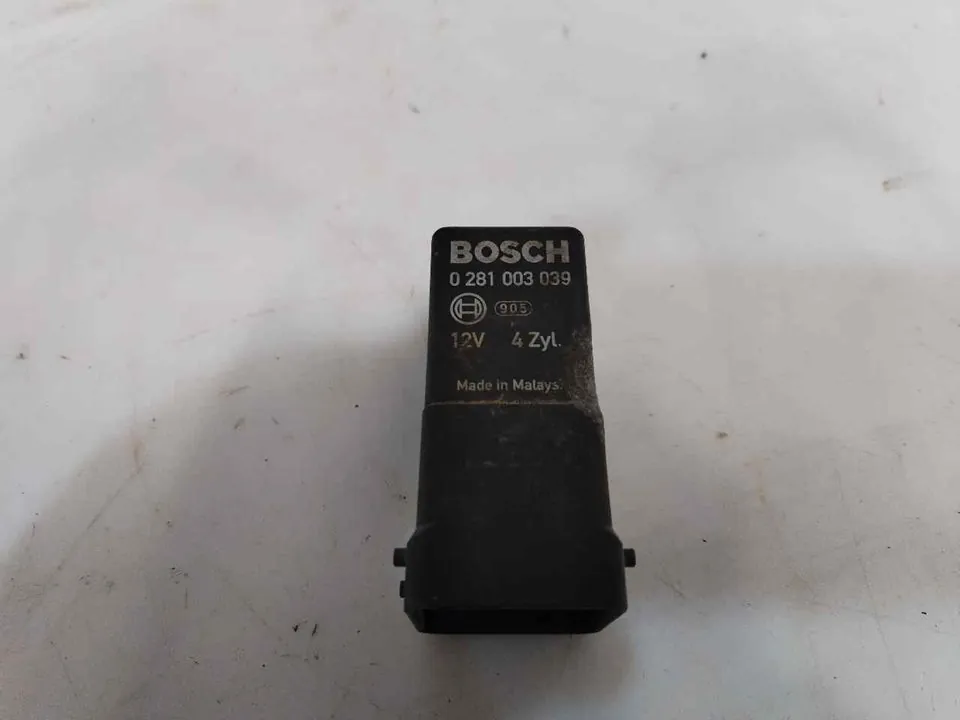 BOSCH
0 281 003 039
905
12V 4 Zyl.
Made in Malays